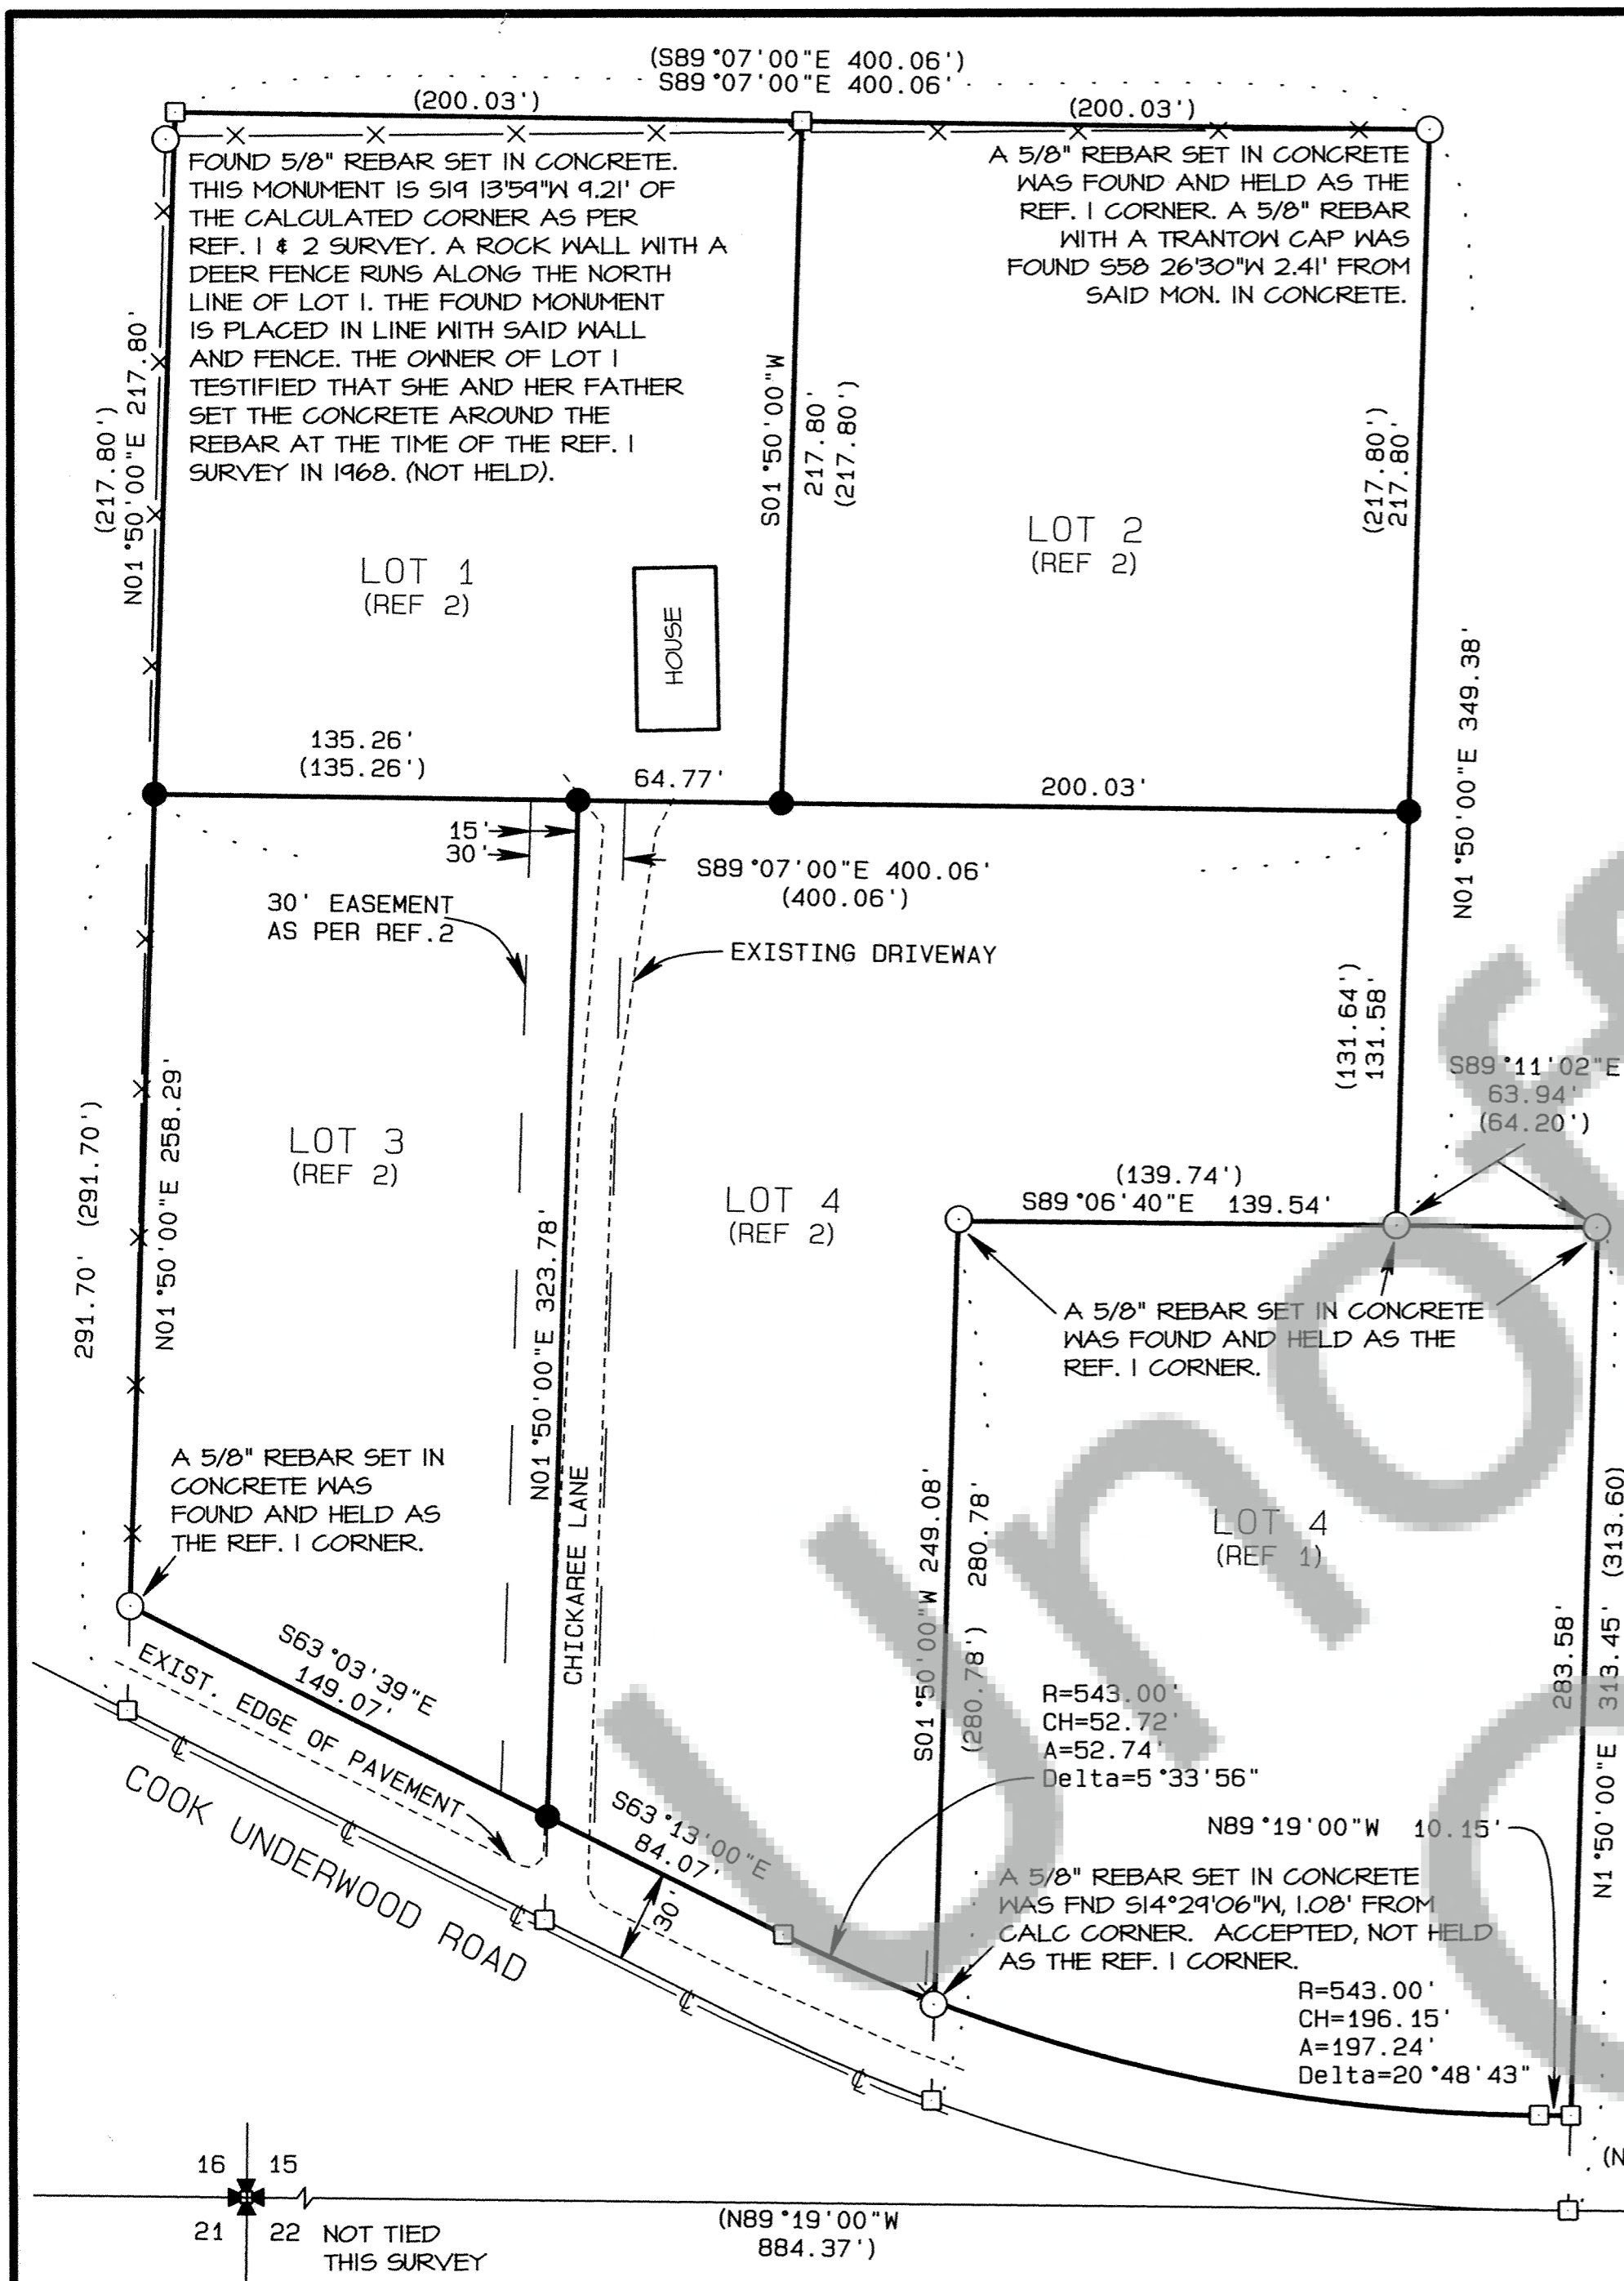 (S89°07'00"E 400.06')
S89°07'00"E 400.06'
(200.03')
(200.03')
FOUND 5/8" REBAR SET IN CONCRETE.
THIS MONUMENT IS S19 13'59"W 9.21' OF
THE CALCULATED CORNER AS PER
REF. 1 & 2 SURVEY. A ROCK WALL WITH A
DEER FENCE RUNS ALONG THE NORTH
LINE OF LOT 1. THE FOUND MONUMENT
IS PLACED IN LINE WITH SAID WALL
AND FENCE. THE OWNER OF LOT 1
TESTIFIED THAT SHE AND HER FATHER
SET THE CONCRETE AROUND THE
REBAR AT THE TIME OF THE REF. 1
SURVEY IN 1968. (NOT HELD).
A 5/8" REBAR SET IN CONCRETE
WAS FOUND AND HELD AS THE
REF. 1 CORNER. A 5/8" REBAR
WITH A TRANTOW CAP WAS
FOUND S58 26'30"W 2.41' FROM
SAID MON. IN CONCRETE.
(217.80')
N01°50'00"E 217.80'
S01°50'00"W
217.80'
(217.80')
(217.80')
217.80'
LOT 1
(REF 2)
HOUSE
LOT 2
(REF 2)
N01°50'00"E 349.38'
135.26'
(135.26')
64.77'
200.03'
15'
30'
S89°07'00"E 400.06'
(400.06')
30' EASEMENT
AS PER REF.2
EXISTING DRIVEWAY
(131.64')
131.58'
S89°11'02"E
63.94'
(64.20')
291.70' (291.70')
N01°50'00"E 258.29'
LOT 3
(REF 2)
N01°50'00"E 323.78'
CHICKAREE LANE
LOT 4
(REF 2)
(139.74')
S89°06'40"E 139.54'
A 5/8" REBAR SET IN CONCRETE
WAS FOUND AND HELD AS THE
REF. 1 CORNER.
A 5/8" REBAR SET IN
CONCRETE WAS
FOUND AND HELD AS
THE REF. 1 CORNER.
S01°50'00"W 249.08'
(280.78') 280.78'
LOT 4
(REF 1)
283.58'
N1°50'00"E 313.45' (313.60)
S63°03'39"E
149.07'
EXIST. EDGE OF PAVEMENT
COOK UNDERWOOD ROAD
S63°13'00"E
84.07'
30'
R=543.00'
CH=52.72'
A=52.74'
Delta=5°33'56"
N89°19'00"W 10.15'
A 5/8" REBAR SET IN CONCRETE
WAS FND S14°29'06"W, 1.08' FROM
CALC CORNER. ACCEPTED, NOT HELD
AS THE REF. 1 CORNER.
R=543.00'
CH=196.15'
A=197.24'
Delta=20°48'43"
16 15
21 22
NOT TIED
THIS SURVEY
(N89°19'00"W
884.37')
(N